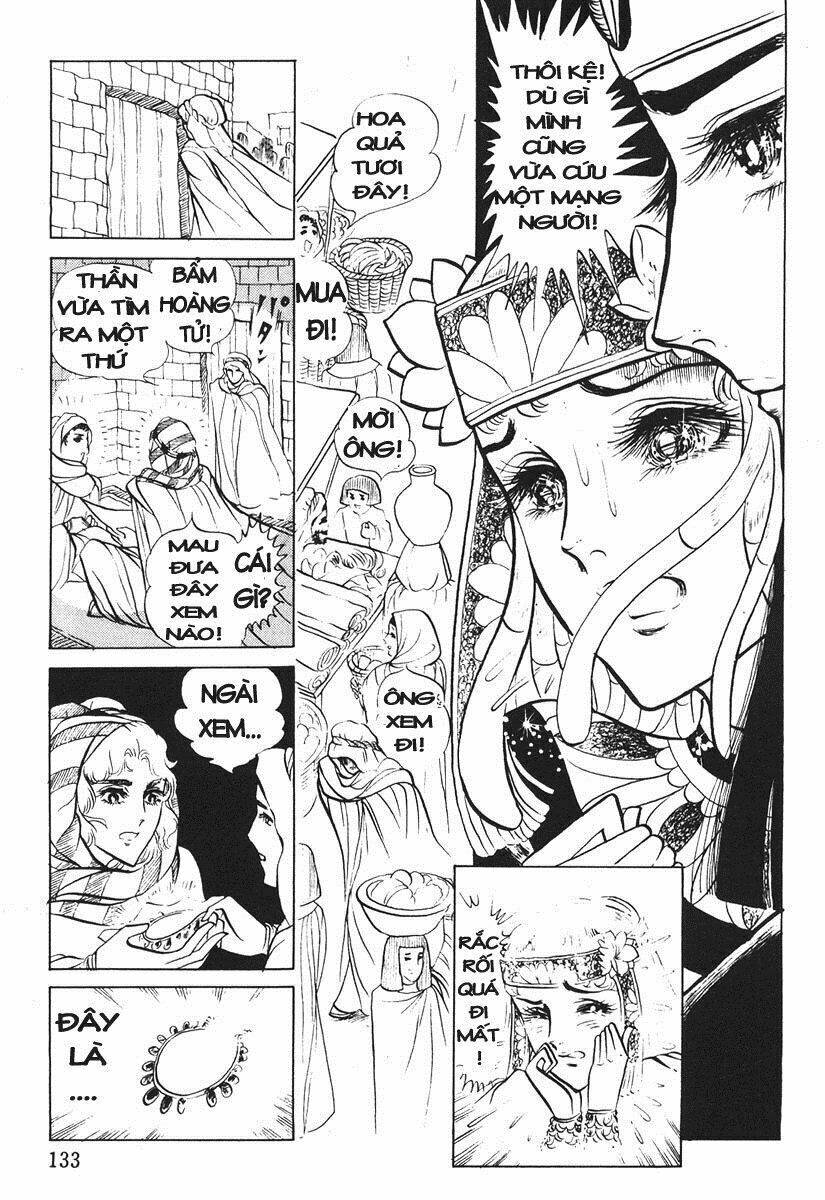 THÔI KỆ!
DÙ GÌ
MÌNH
CŨNG
VỪA CỨU
MỘT MẠNG
NGƯỜI!
RẮC
RỐI
QUÁ
ĐI
MẤT
!
HOA
QUẢ
TƯƠI
ĐÂY!
MUA
ĐI!
MỜI
ÔNG!
ÔNG
XEM
ĐI!
BẨM
HOÀNG
TỬ!
THẦN
VỪA TÌM
RA MỘT
THỨ
CÁI
GÌ?
MAU
ĐƯA
ĐÂY
XEM
NÀO!
NGÀI
XEM...
ĐÂY
LÀ
....
133